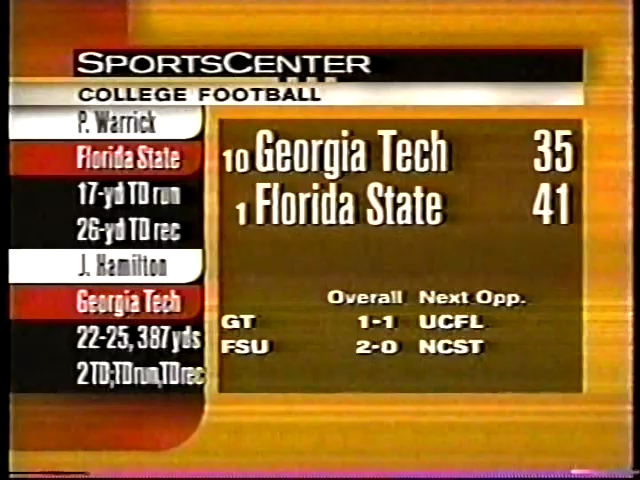 SPORTSCENTER
COLLEGE FOOTBALL
P. Warrick
Florida State
17-yd TD run
26-yd TD rec
J. Hamilton
Georgia Tech
22-25, 387 yds
2 TD; TD run, TD rec
10 Georgia Tech 35
1 Florida State 41
Overall Next Opp.
GT 1-1 UCFL
FSU 2-0 NCST